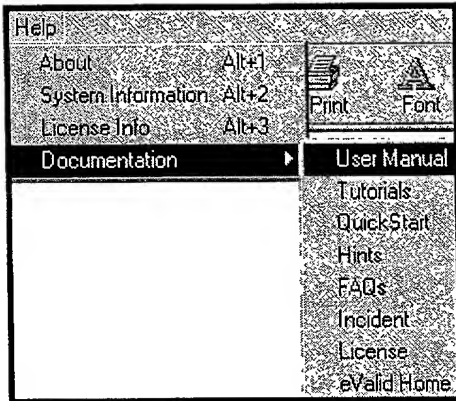 Help
About Alt+1
System Information Alt+2
License Info Alt+3
Print Font
Documentation
User Manual
Tutorials
QuickStart
Hints
FAQs
Incident
License
eValid Home